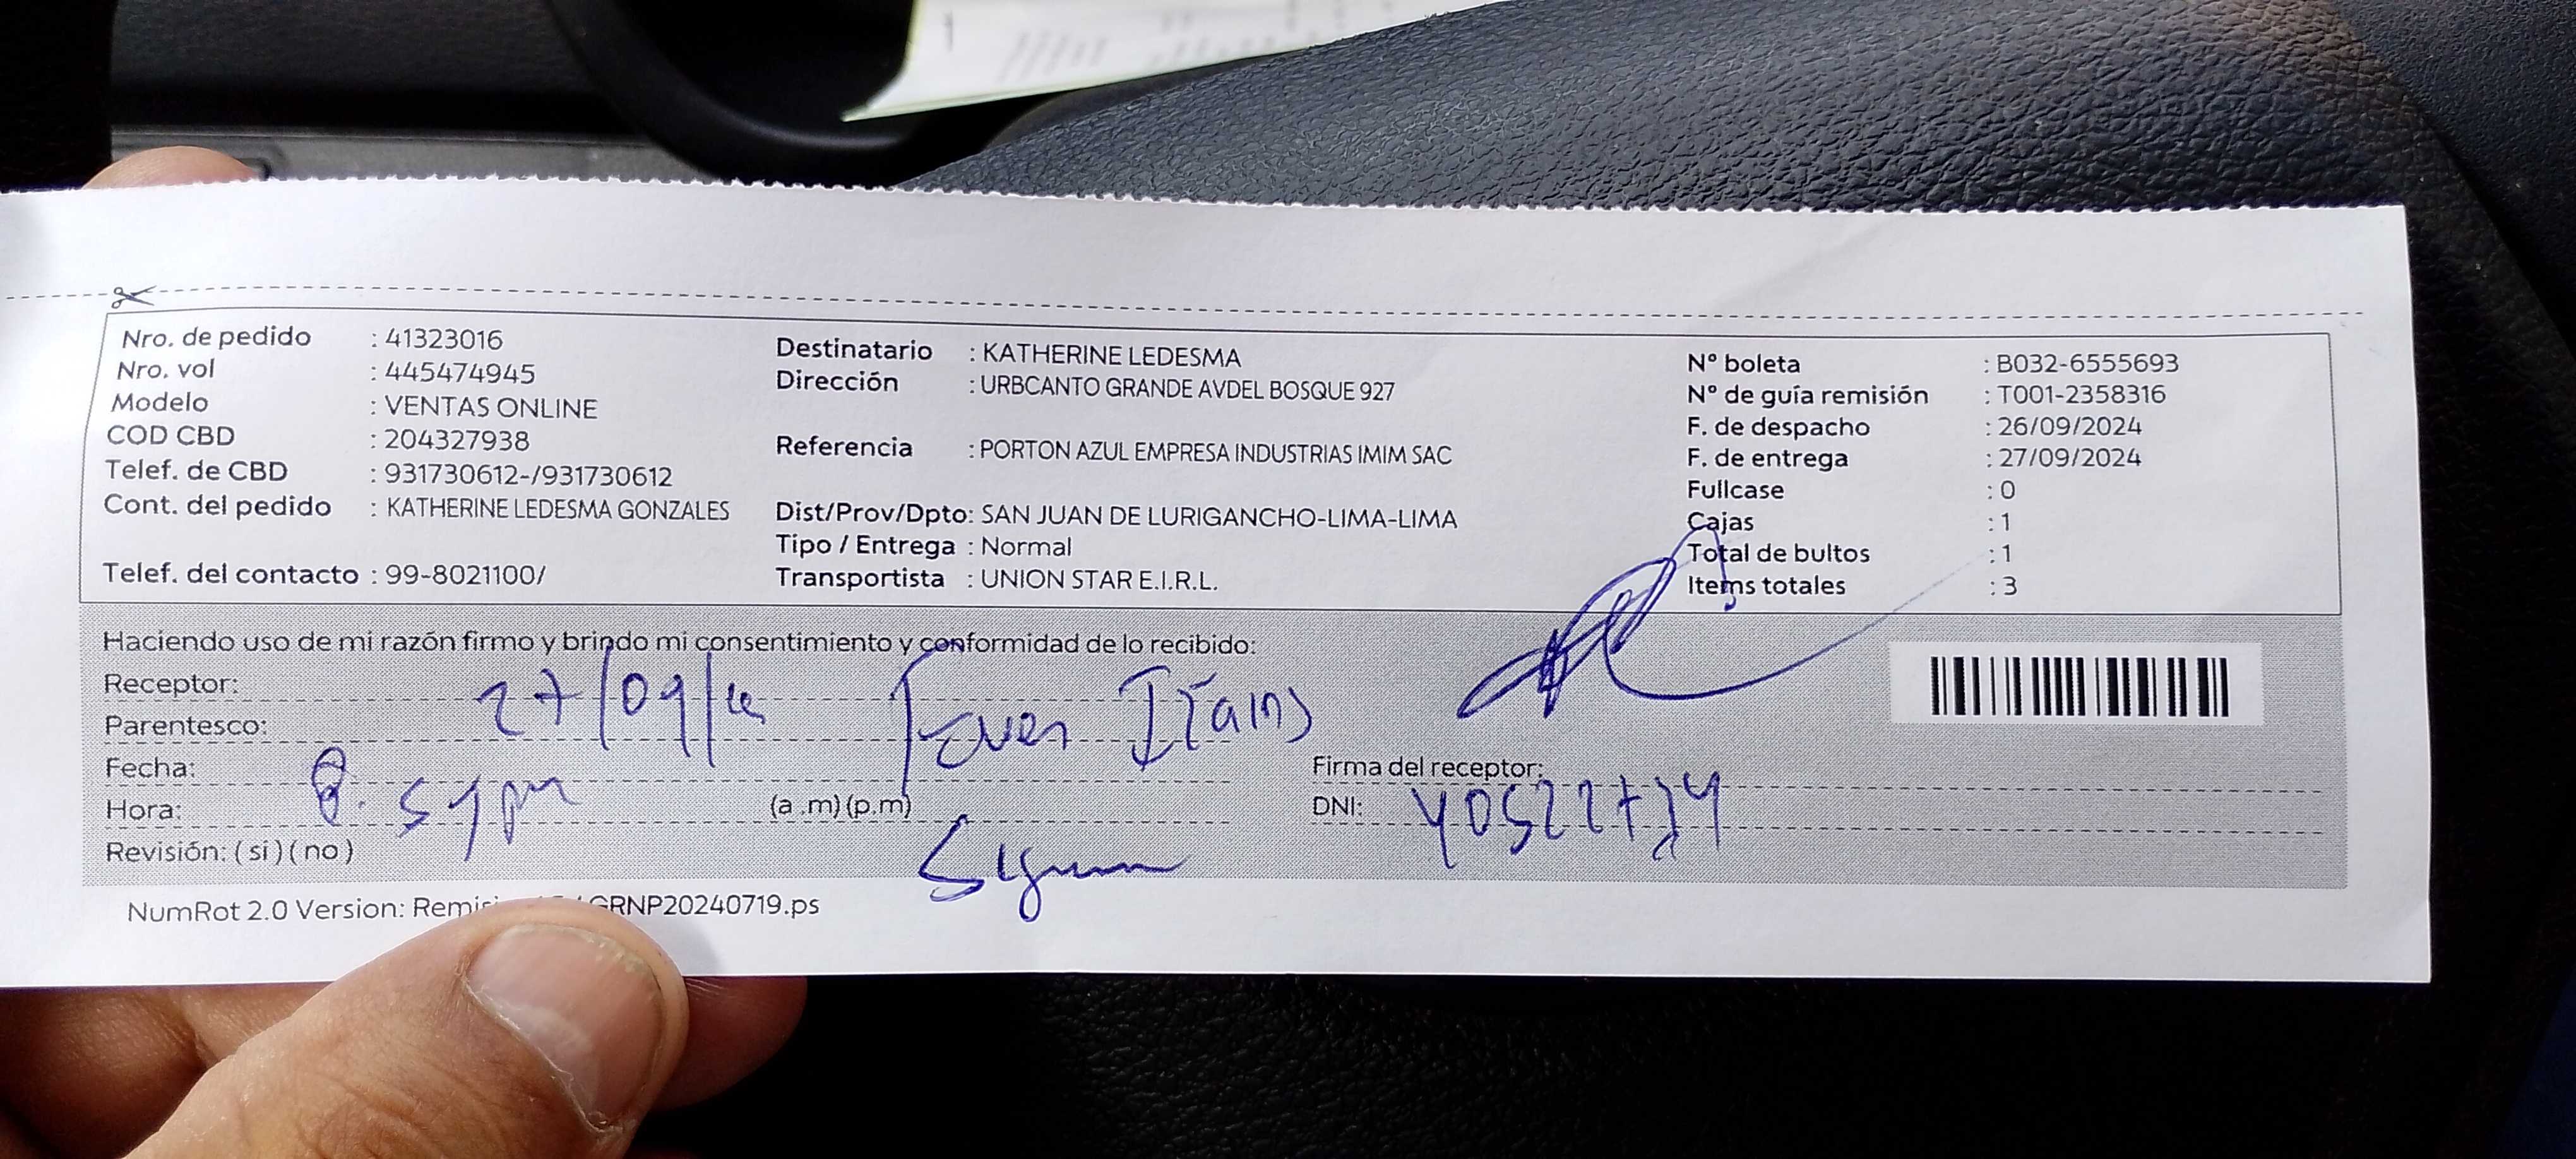 1
Nro. de pedido : 41323016
Nro. vol : 445474945
Modelo : VENTAS ONLINE
COD CBD : 204327938
Telef. de CBD : 931730612-/931730612
Cont. del pedido : KATHERINE LEDESMA GONZALES
Telef. del contacto : 99-8021100/
Destinatario : KATHERINE LEDESMA
Dirección : URBCANTO GRANDE AVDEL BOSQUE 927
Referencia : PORTON AZUL EMPRESA INDUSTRIAS IMIM SAC
Dist/Prov/Dpto: SAN JUAN DE LURIGANCHO-LIMA-LIMA
Tipo / Entrega : Normal
Transportista : UNION STAR E.I.R.L.
N° boleta : B032-6555693
N° de guía remisión : T001-2358316
F. de despacho : 26/09/2024
F. de entrega : 27/09/2024
Fullcase : 0
Cajas : 1
Total de bultos : 1
Items totales : 3
Haciendo uso de mi razón firmo y brindo mi consentimiento y conformidad de lo recibido:
Receptor:
27/09/
Parentesco:
Fecha:
Hora: (a .m) (p.m)
Revisión: ( si ) ( no )
Firma del receptor:
DNI:
NumRot 2.0 Version: GRNP20240719.ps